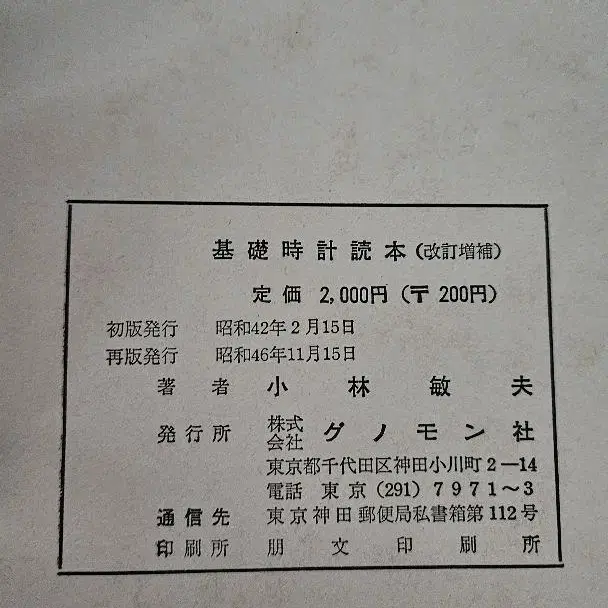 基礎時計読本(改訂増補)
定価 2,000円(〒200円)
初版発行 昭和42年2月15日
再版発行 昭和46年11月15日
著者 小林敏夫
発行所 株式会社 グノモン社
東京都千代田区神田小川町2—14
電話 東京(291)7971〜3
通信先 東京神田郵便局私書箱第112号
印刷所 朋文印刷所